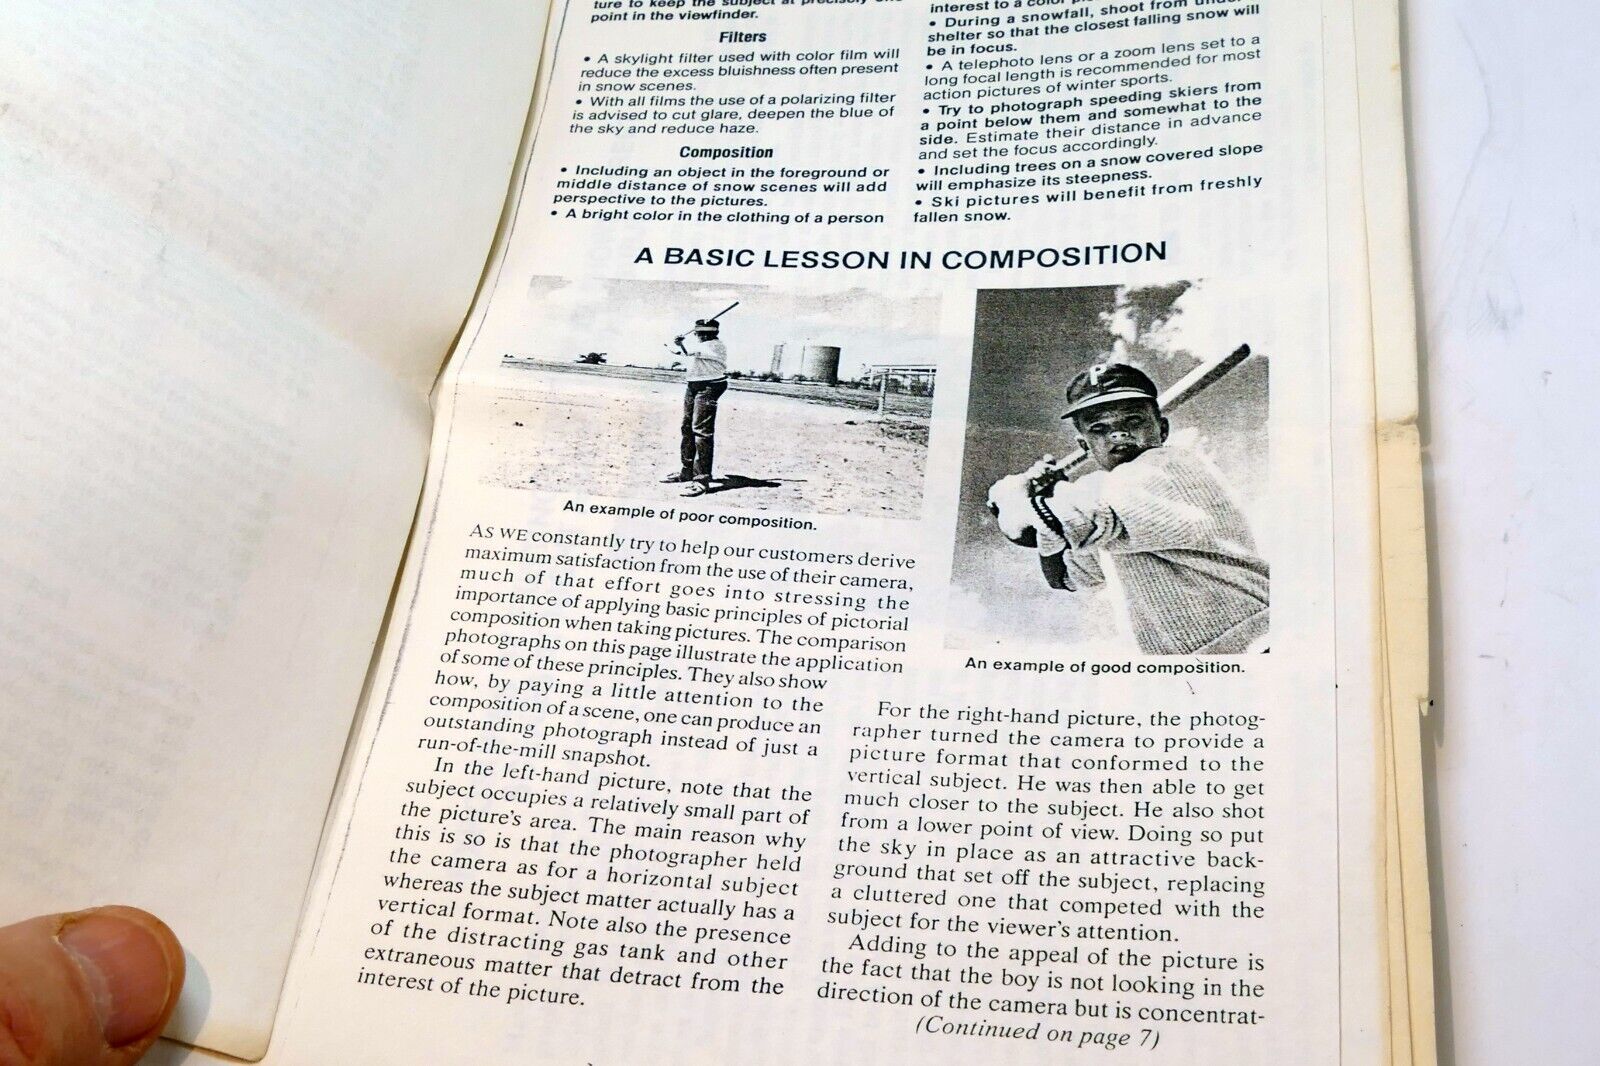 ture to keep the subject at precisely one
point in the viewfinder.
Filters
• A skylight filter used with color film will
reduce the excess bluishness often present
in snow scenes.
• With all films the use of a polarizing filter
is advised to cut glare, deepen the blue of
the sky and reduce haze.
Composition
• Including an object in the foreground or
middle distance of snow scenes will add
perspective to the pictures.
• A bright color in the clothing of a person
interest to a color
• During a snowfall, shoot from under
shelter so that the closest falling snow will
be in focus.
• A telephoto lens or a zoom lens set to a
long focal length is recommended for most
action pictures of winter sports.
• Try to photograph speeding skiers from
a point below them and somewhat to the
side. Estimate their distance in advance
and set the focus accordingly.
• Including trees on a snow covered slope
will emphasize its steepness.
• Ski pictures will benefit from freshly
fallen snow.
A BASIC LESSON IN COMPOSITION
P
An example of poor composition.
An example of good composition.
AS WE constantly try to help our customers derive
maximum satisfaction from the use of their camera,
much of that effort goes into stressing the
importance of applying basic principles of pictorial
composition when taking pictures. The comparison
photographs on this page illustrate the application
of some of these principles. They also show
how, by paying a little attention to the
composition of a scene, one can produce an
outstanding photograph instead of just a
run-of-the-mill snapshot.
In the left-hand picture, note that the
subject occupies a relatively small part of
the picture's area. The main reason why
this is so is that the photographer held
the camera as for a horizontal subject
whereas the subject matter actually has a
vertical format. Note also the presence
of the distracting gas tank and other
extraneous matter that detract from the
interest of the picture.
For the right-hand picture, the photog-
rapher turned the camera to provide a
picture format that conformed to the
vertical subject. He was then able to get
much closer to the subject. He also shot
from a lower point of view. Doing so put
the sky in place as an attractive back-
ground that set off the subject, replacing
a cluttered one that competed with the
subject for the viewer's attention.
Adding to the appeal of the picture is
the fact that the boy is not looking in the
direction of the camera but is concentrat-
(Continued on page 7)